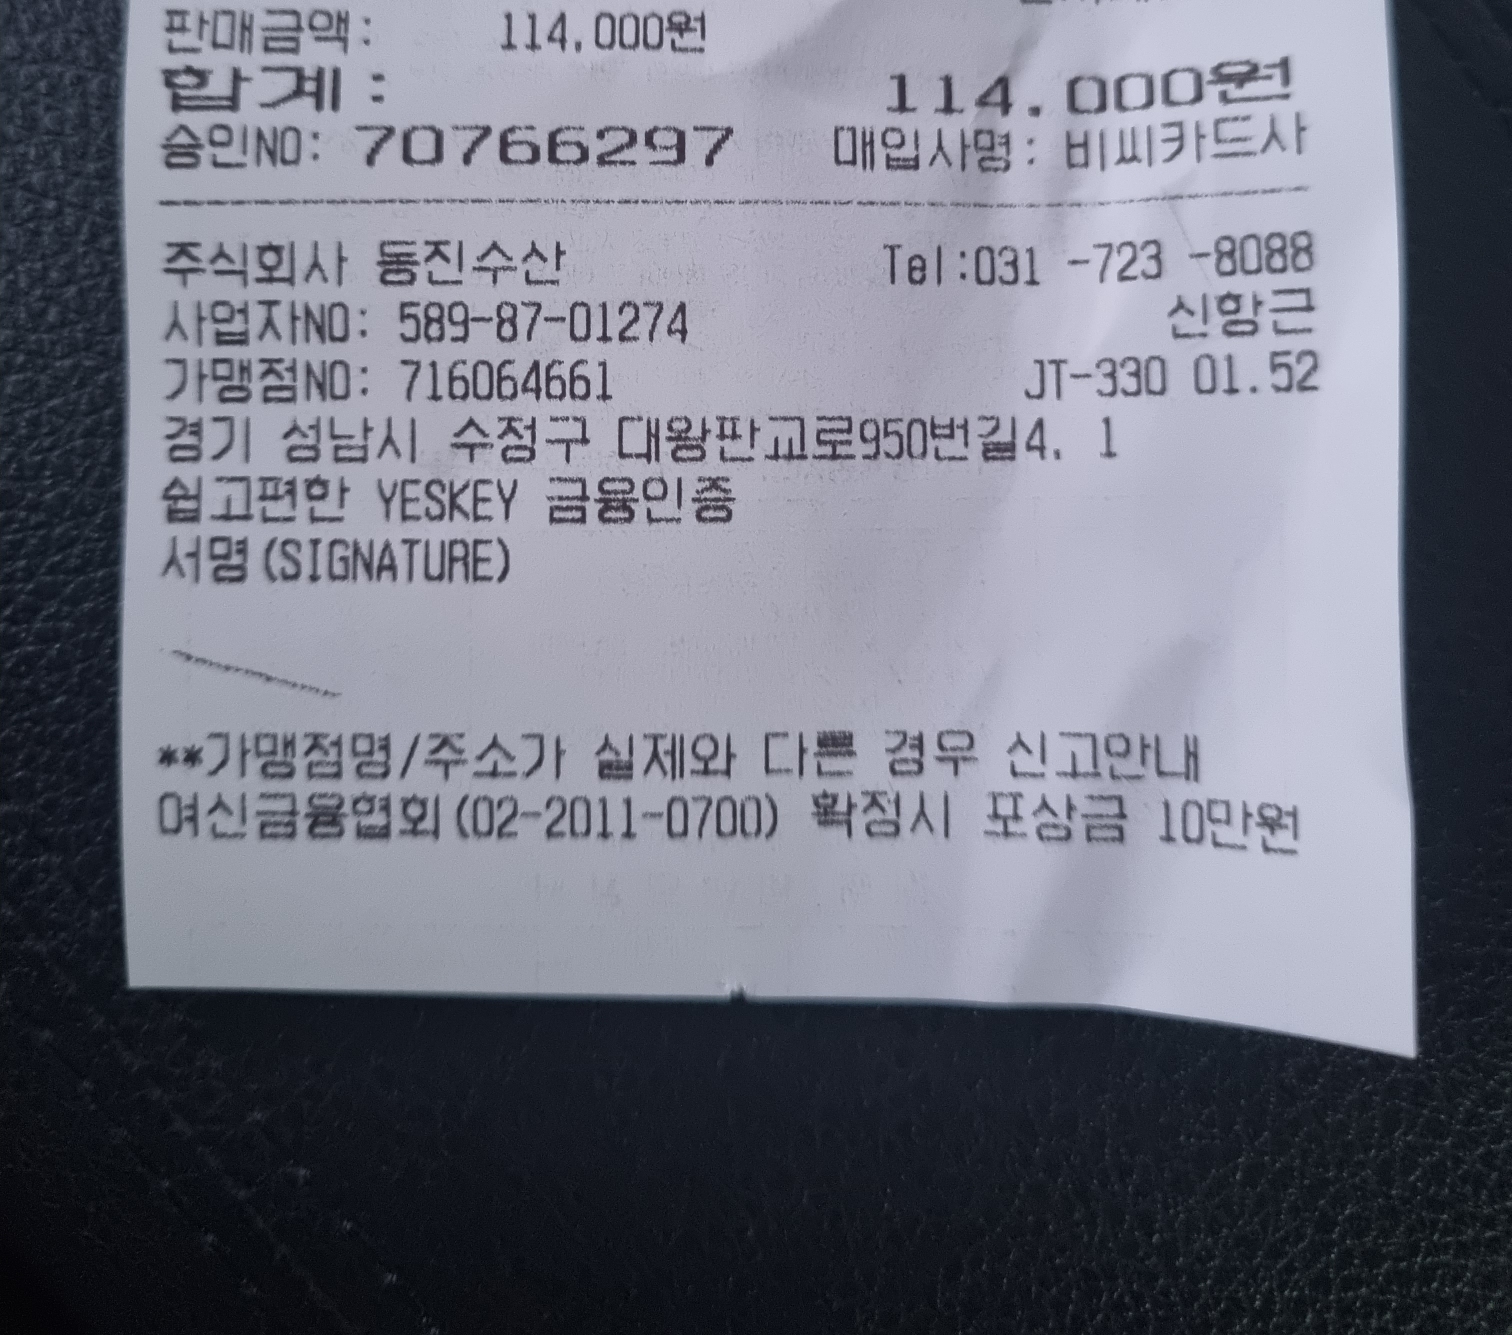 판매금액: 114,000원
합계: 114,000원
승인NO: 70766297 매입사명: 비씨카드사
주식회사 동진수산 Tel:031 -723 -8088
사업자NO: 589-87-01274 신항근
가맹점NO: 716064661 JT-330 01.52
경기 성남시 수정구 대왕판교로950번길4, 1
쉽고편한 YESKEY 금융인증
서명(SIGNATURE)
**가맹점명/주소가 실제와 다른 경우 신고안내
여신금융협회(02-2011-0700) 확정시 포상금 10만원